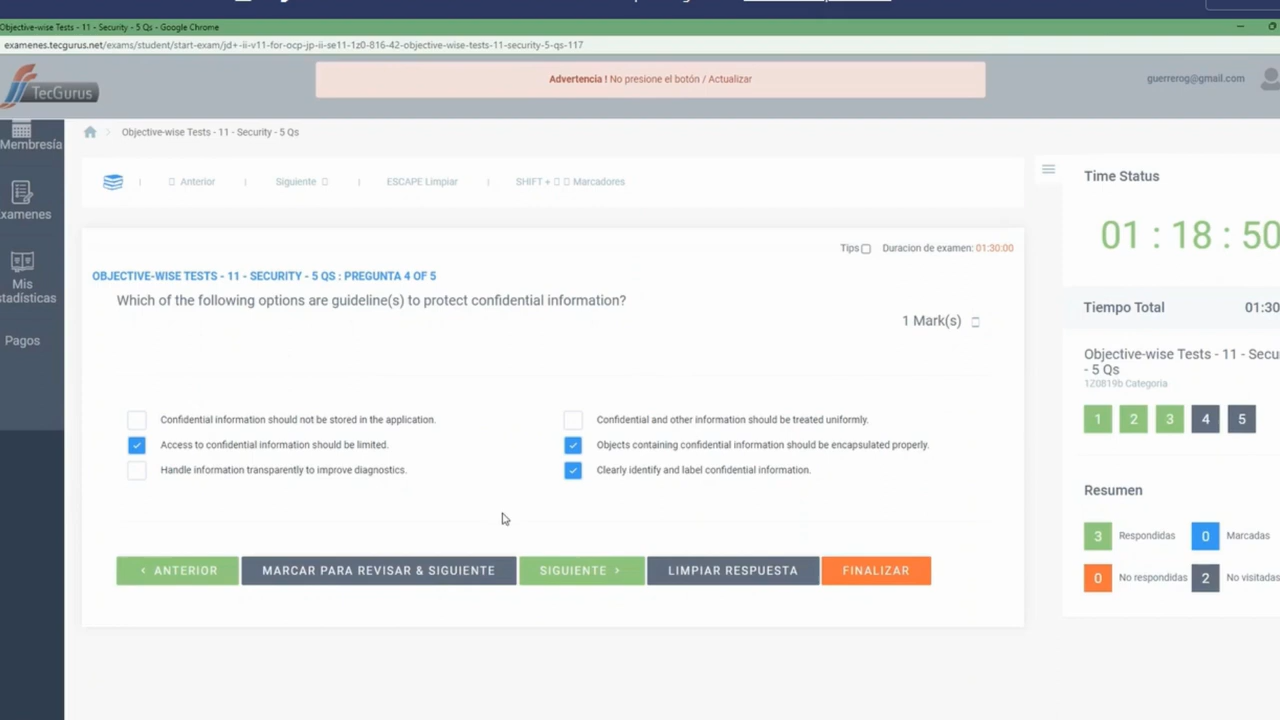 Objective-wise Tests - 11 - Security - 5 Qs - Google Chrome
examenes.tecgurus.net/exams/student/start-exam/jd+-ii-v11-for-ocp-jp-ii-se11-1z0-816-42-objective-wise-tests-11-security-5-qs-117
TecGurus
Advertencia ! No presione el botón / Actualizar
guerrerog@gmail.com
Membresía
Objective-wise Tests - 11 - Security - 5 Qs
Anterior | Siguiente | ESCAPE Limpiar | SHIFT + Marcadores
Time Status
xamenes
Tips Duracion de examen: 01:30:00
01 : 18 : 50
OBJECTIVE-WISE TESTS - 11 - SECURITY - 5 QS : PREGUNTA 4 OF 5
Mis
stadísticas
Which of the following options are guideline(s) to protect confidential information?
Tiempo Total 01:30
1 Mark(s)
Pagos
Objective-wise Tests - 11 - Secu
- 5 Qs
120819b Categoria
1 2 3 4 5
Confidential information should not be stored in the application.
Confidential and other information should be treated uniformly.
Access to confidential information should be limited.
Objects containing confidential information should be encapsulated properly.
Handle information transparently to improve diagnostics.
Clearly identify and label confidential information.
Resumen
3 Respondidas 0 Marcadas
0 No respondidas 2 No visitadas
‹ ANTERIOR
MARCAR PARA REVISAR & SIGUIENTE
SIGUIENTE ›
LIMPIAR RESPUESTA
FINALIZAR